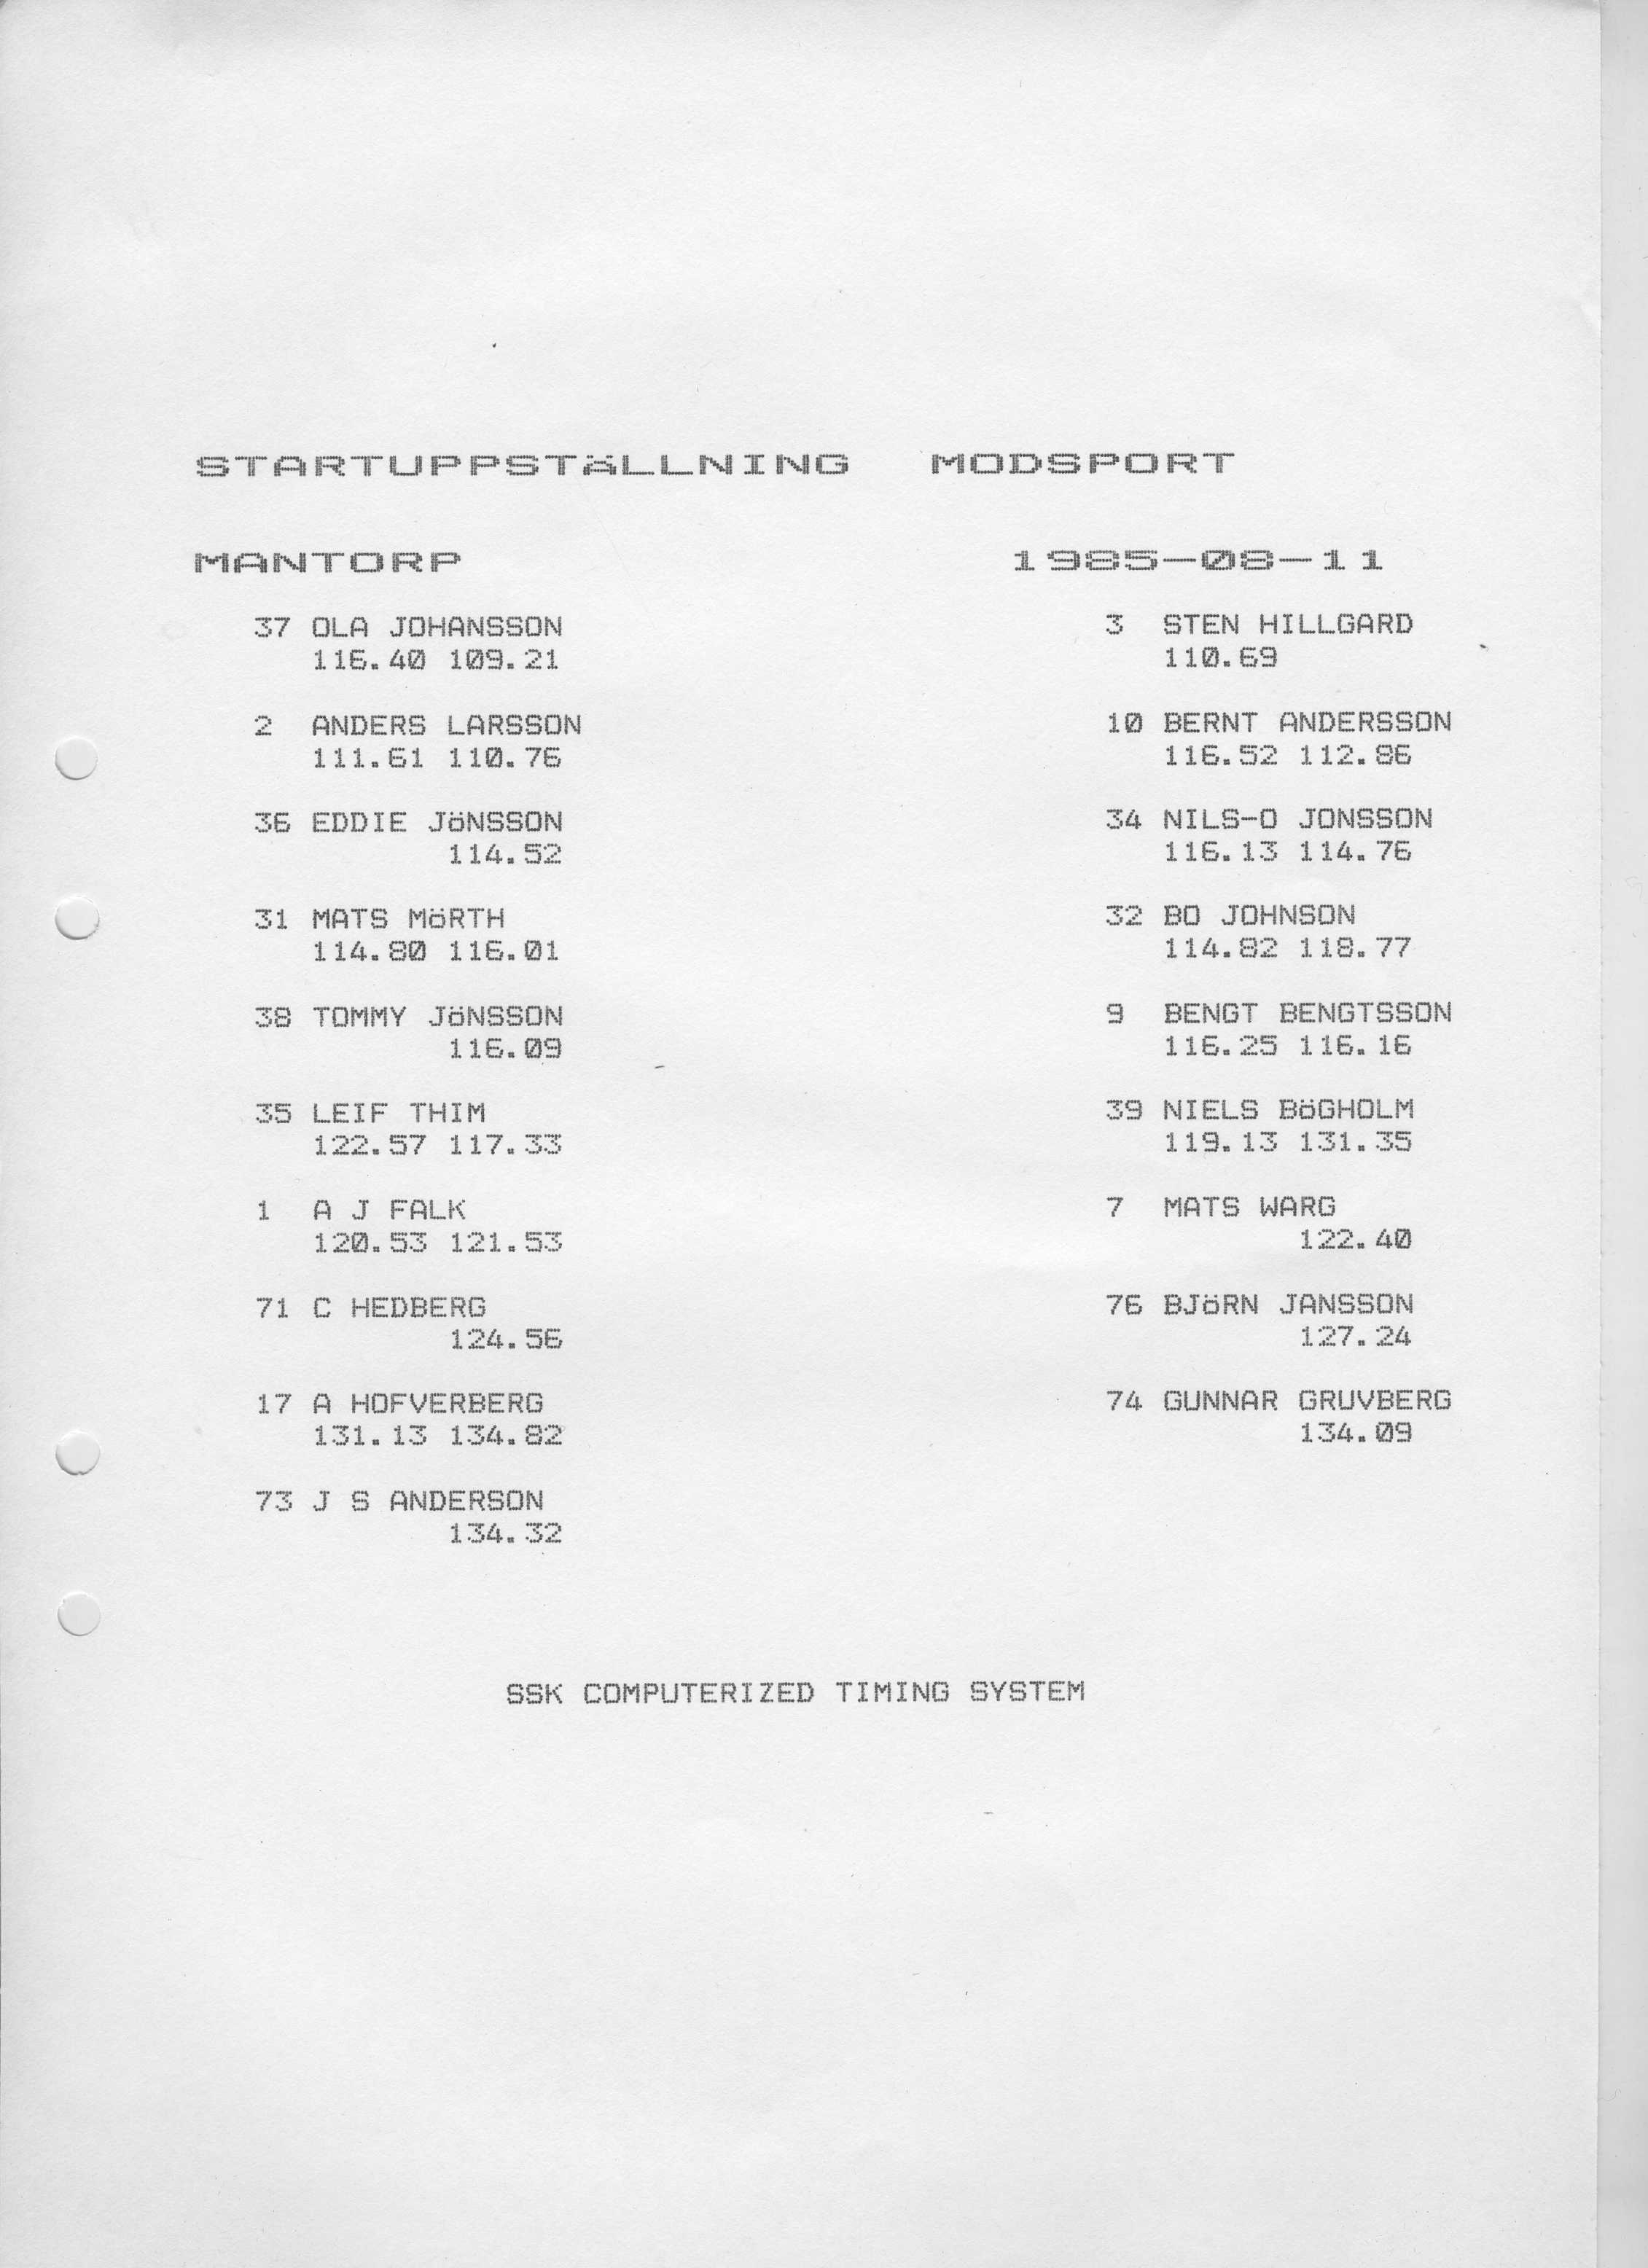 STARTUPPSTÄLLNING MODSPORT
MANTORP 1985-08-11
37 OLA JOHANSSON 3 STEN HILLGARD
116.40 109.21 110.69
2 ANDERS LARSSON 10 BERNT ANDERSSON
111.61 110.76 116.52 112.86
36 EDDIE JöNSSON 34 NILS-O JONSSON
114.52 116.13 114.76
31 MATS MöRTH 32 BO JOHNSON
114.80 116.01 114.82 118.77
38 TOMMY JöNSSON 9 BENGT BENGTSSON
116.09 116.25 116.16
35 LEIF THIM 39 NIELS BöGHOLM
122.57 117.33 119.13 131.35
1 A J FALK 7 MATS WARG
120.53 121.53 122.40
71 C HEDBERG 76 BJöRN JANSSON
124.56 127.24
17 A HOFVERBERG 74 GUNNAR GRUVBERG
131.13 134.82 134.09
73 J S ANDERSON
134.32
SSK COMPUTERIZED TIMING SYSTEM